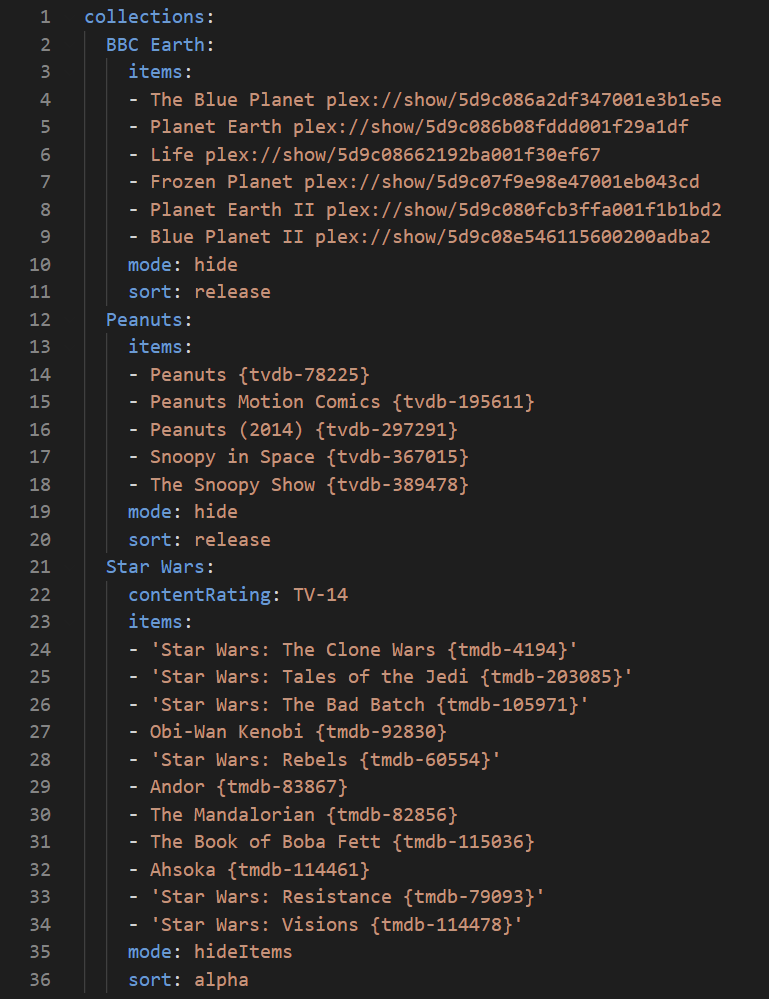 1 collections:
2 BBC Earth:
3 items:
4 - The Blue Planet plex://show/5d9c086a2df347001e3b1e5e
5 - Planet Earth plex://show/5d9c086b08fddd001f29a1df
6 - Life plex://show/5d9c08662192ba001f30ef67
7 - Frozen Planet plex://show/5d9c07f9e98e47001eb043cd
8 - Planet Earth II plex://show/5d9c080fcb3ffa001f1b1bd2
9 - Blue Planet II plex://show/5d9c08e546115600200adba2
10 mode: hide
11 sort: release
12 Peanuts:
13 items:
14 - Peanuts {tvdb-78225}
15 - Peanuts Motion Comics {tvdb-195611}
16 - Peanuts (2014) {tvdb-297291}
17 - Snoopy in Space {tvdb-367015}
18 - The Snoopy Show {tvdb-389478}
19 mode: hide
20 sort: release
21 Star Wars:
22 contentRating: TV-14
23 items:
24 - 'Star Wars: The Clone Wars {tmdb-4194}'
25 - 'Star Wars: Tales of the Jedi {tmdb-203085}'
26 - 'Star Wars: The Bad Batch {tmdb-105971}'
27 - Obi-Wan Kenobi {tmdb-92830}
28 - 'Star Wars: Rebels {tmdb-60554}'
29 - Andor {tmdb-83867}
30 - The Mandalorian {tmdb-82856}
31 - The Book of Boba Fett {tmdb-115036}
32 - Ahsoka {tmdb-114461}
33 - 'Star Wars: Resistance {tmdb-79093}'
34 - 'Star Wars: Visions {tmdb-114478}'
35 mode: hideItems
36 sort: alpha